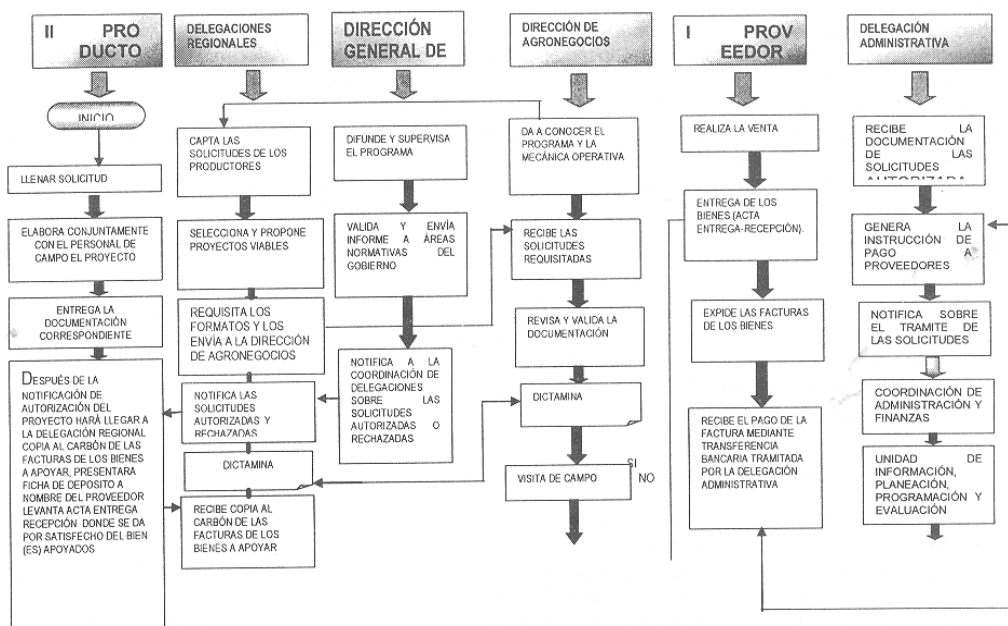 II PRO
DUCTO
INICIO
LLENAR SOLICITUD
ELABORA CONJUNTAMENTE
CON EL PERSONAL DE
CAMPO EL PROYECTO
ENTREGA LA
DOCUMENTACIÓN
CORRESPONDIENTE
DESPUÉS DE LA
NOTIFICACIÓN DE
AUTORIZACIÓN DEL
PROYECTO HARÁ LLEGAR A
LA DELEGACIÓN REGIONAL
COPIA AL CARBÓN DE LAS
FACTURAS DE LOS BIENES
A APOYAR, PRESENTARA
FICHA DE DEPOSITO A
NOMBRE DEL PROVEEDOR
LEVANTA ACTA ENTREGA
RECEPCIÓN DONDE SE DA
POR SATISFECHO DEL BIEN
(ES) APOYADOS
DELEGACIONES
REGIONALES
CAPTA LAS
SOLICITUDES DE LOS
PRODUCTORES
SELECCIONA Y PROPONE
PROYECTOS VIABLES
REQUISITA LOS
FORMATOS Y LOS
ENVÍA A LA DIRECCIÓN
DE AGRONEGOCIOS
NOTIFICA LAS
SOLICITUDES
AUTORIZADAS Y
RECHAZADAS
DICTAMINA
RECIBE COPIA AL
CARBÓN DE LAS
FACTURAS DE LOS
BIENES A APOYAR
DIRECCIÓN
GENERAL DE
DIFUNDE Y SUPERVISA
EL PROGRAMA
VALIDA Y ENVÍA
INFORME A ÁREAS
NORMATIVAS DEL
GOBIERNO
NOTIFICA A LA
COORDINACIÓN DE
DELEGACIONES
SOBRE LAS
SOLICITUDES
AUTORIZADAS O
RECHAZADAS
DIRECCIÓN DE
AGRONEGOCIOS
DA A CONOCER EL
PROGRAMA Y LA
MECÁNICA OPERATIVA
RECIBE LAS
SOLICITUDES
REQUISITADAS
REVISA Y VALIDA LA
DOCUMENTACIÓN
DICTAMINA
VISITA DE CAMPO
SI
NO
I PROV
EEDOR
REALIZA LA VENTA
ENTREGA DE LOS
BIENES (ACTA
ENTREGA-RECEPCIÓN).
EXPIDE LAS FACTURAS
DE LOS BIENES
RECIBE EL PAGO DE LA
FACTURA MEDIANTE
TRANSFERENCIA
BANCARIA TRAMITADA
POR LA DELEGACIÓN
ADMINISTRATIVA
DELEGACIÓN
ADMINISTRATIVA
RECIBE LA
DOCUMENTACIÓN
DE LAS
SOLICITUDES
AUTORIZADA
GENERA LA
INSTRUCCIÓN DE
PAGO A
PROVEEDORES
NOTIFICA SOBRE
EL TRAMITE DE
LAS SOLICITUDES
COORDINACIÓN DE
ADMINISTRACIÓN Y
FINANZAS
UNIDAD DE
INFORMACIÓN,
PLANEACIÓN,
PROGRAMACIÓN Y
EVALUACIÓN